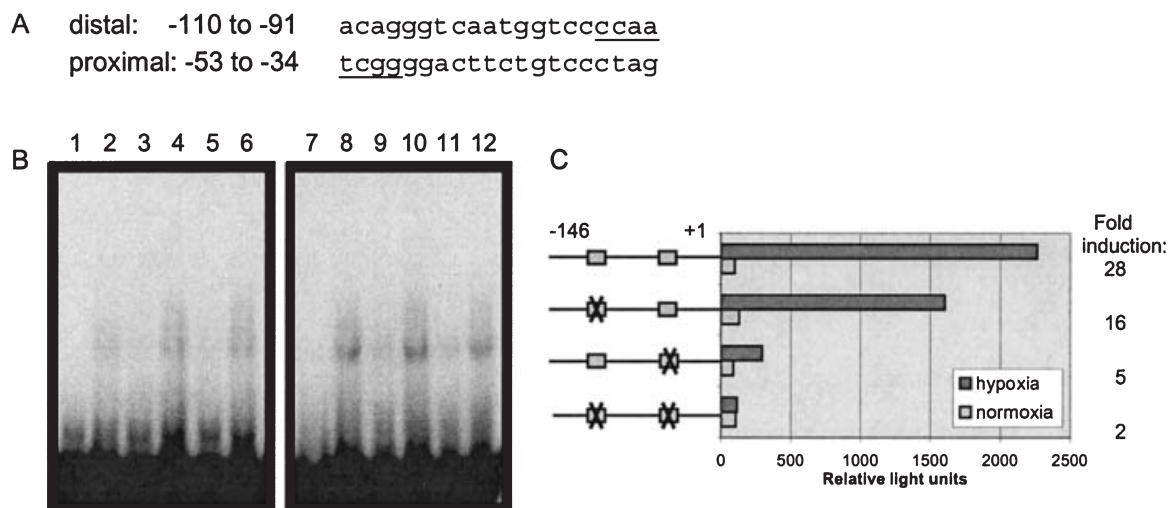 A distal: -110 to -91 acagggtcaatggtccccaa
proximal: -53 to -34 tcggggacttctgtccctag
B 1 2 3 4 5 6 7 8 9 10 11 12
C
-146 +1
Fold induction:
28
16
5
2
hypoxia
normoxia
0 500 1000 1500 2000 2500
Relative light units